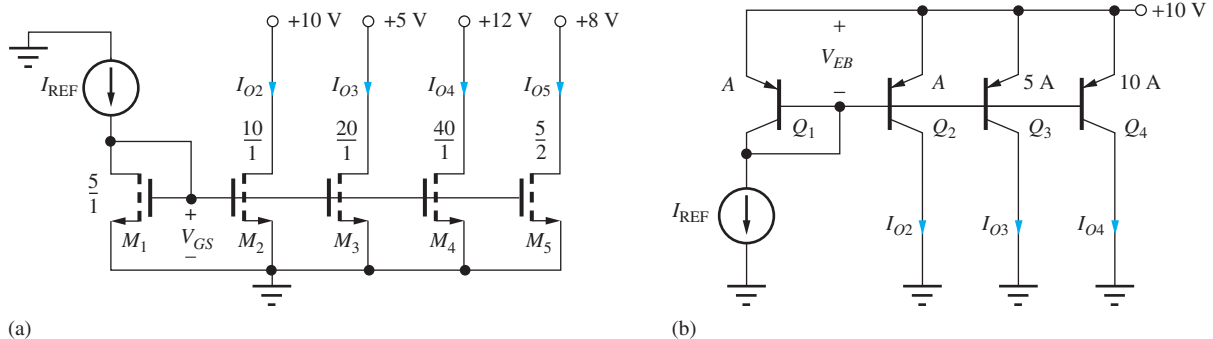 +10 V
+5 V
+12 V
+8 V
I_REF
I_O2
I_O3
I_O4
I_O5
10/1
20/1
40/1
5/2
5/1
+
V_GS
−
M_1
M_2
M_3
M_4
M_5
(a)
+10 V
+
V_EB
−
A
A
5 A
10 A
Q_1
Q_2
Q_3
Q_4
I_REF
I_O2
I_O3
I_O4
(b)